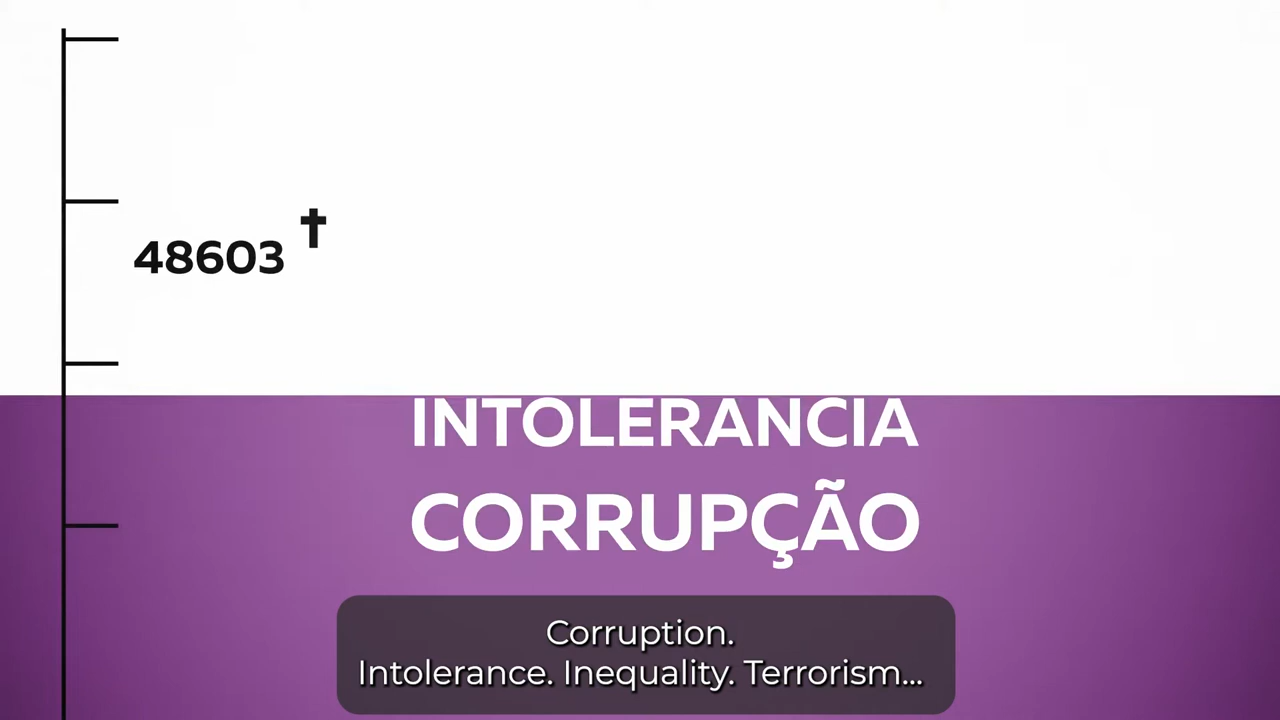 48603 †
INTOLERANCIA
CORRUPÇÃO
Corruption.
Intolerance. Inequality. Terrorism...